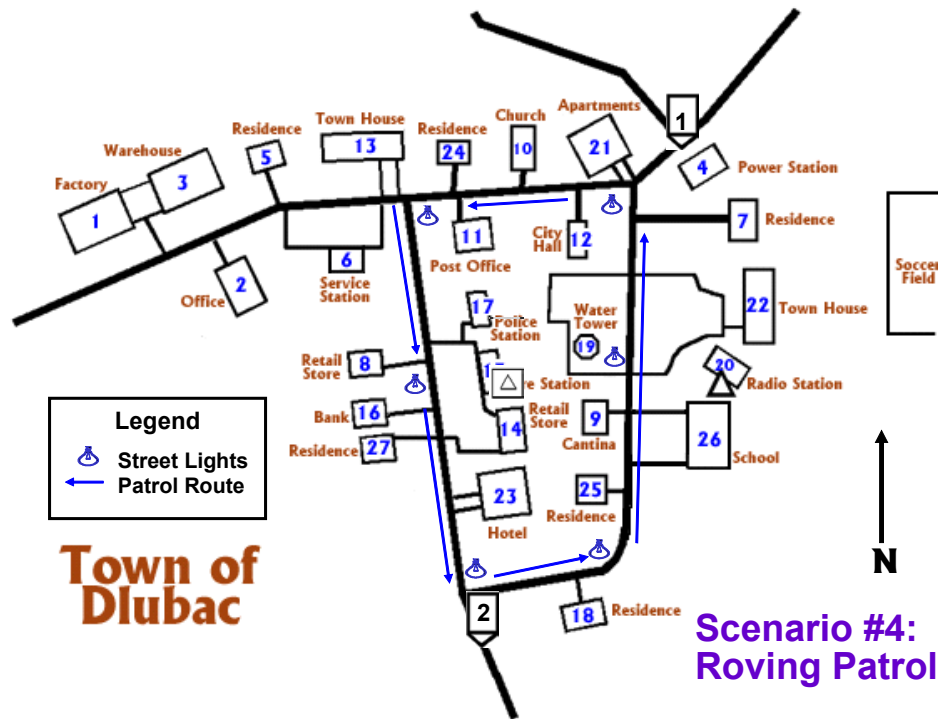 1
Apartments
Church
Town House
Residence
Residence
Warehouse
Factory
13
24
10
21
4
Power Station
5
3
1
2
Office
6
Service
Station
11
Post Office
City
Hall
12
7
Residence
Soccer
Field
22
Town House
17
Police
Station
Water
Tower
19
20
Radio Station
Retail
Store
8
Station
Bank
16
Residence
27
14
Retail
Store
9
Cantina
26
School
23
Hotel
25
Residence
Legend
Street Lights
Patrol Route
N
Town of
Dlubac
2
18
Residence
Scenario #4:
Roving Patrol